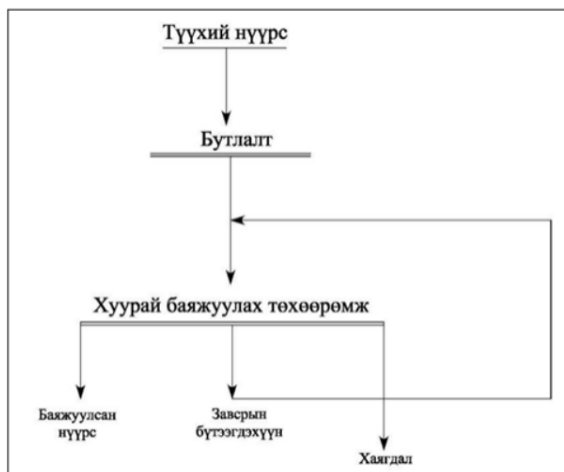 Түүхий нүүрс
Бутлалт
Хуурай баяжуулах төхөөрөмж
Баяжуулсан
нүүрс
Завсрын
бүтээгдэхүүн
Хаягдал